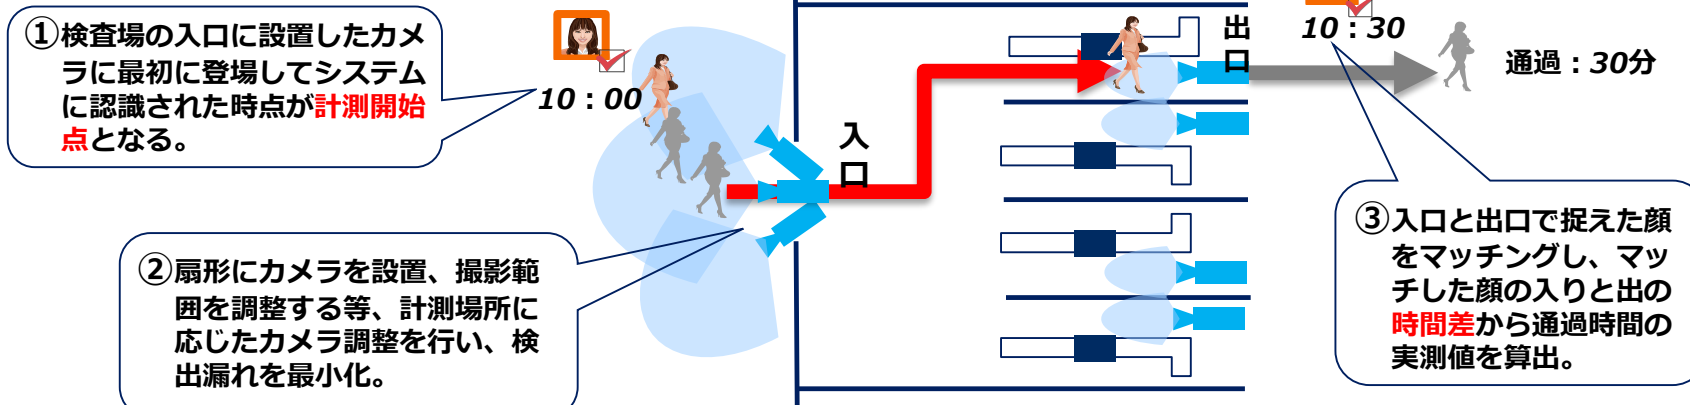 ①検査場の入口に設置したカメ
ラに最初に登場してシステム
に認識された時点が計測開始
点となる。
10：00
②扇形にカメラを設置、撮影範
囲を調整する等、計測場所に
応じたカメラ調整を行い、検
出漏れを最小化。
入
口
出
口
10：30
通過：30分
③入口と出口で捉えた顔
をマッチングし、マッ
チした顔の入りと出の
時間差から通過時間の
実測値を算出。